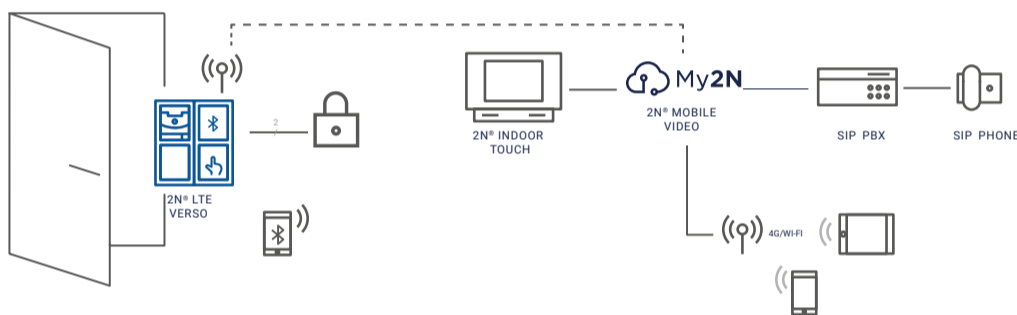 My2N
2N® INDOOR
TOUCH
2N® MOBILE
VIDEO
SIP PBX
SIP PHONE
2N® LTE
VERSO
4G/WI-FI
2